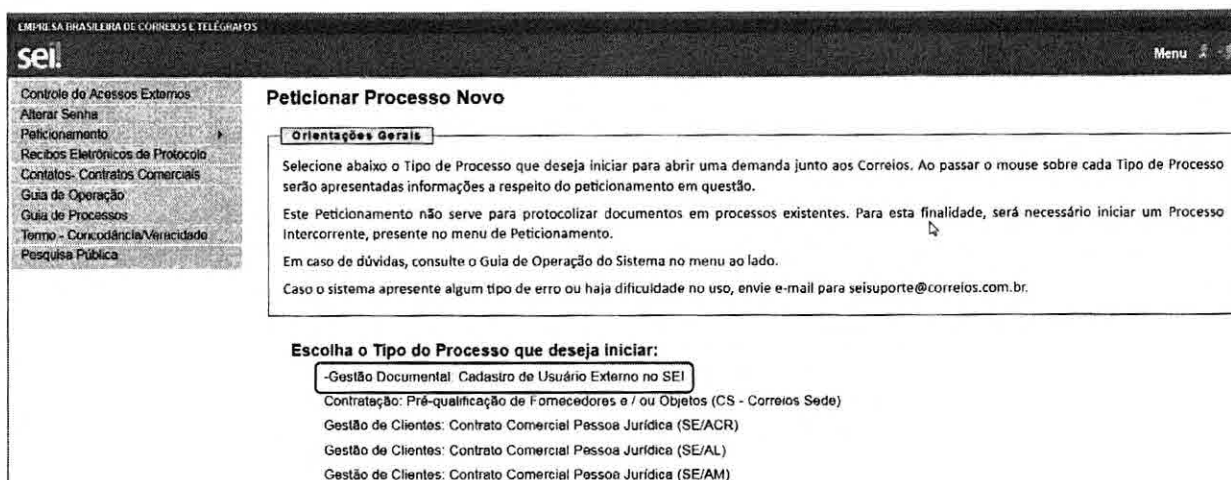 EMPRESA BRASILEIRA DE CORREIOS E TELÉGRAFOS
sei!
Menu
Controle de Acessos Externos
Alterar Senha
Peticionamento
Recibos Eletrônicos de Protocolo
Contatos- Contratos Comerciais
Guia de Operação
Guia de Processos
Termo - Concodância/Veracidade
Pesquisa Pública
Peticionar Processo Novo
Orientações Gerais
Selecione abaixo o Tipo de Processo que deseja iniciar para abrir uma demanda junto aos Correios. Ao passar o mouse sobre cada Tipo de Processo
serão apresentadas informações a respeito do peticionamento em questão.
Este Peticionamento não serve para protocolizar documentos em processos existentes. Para esta finalidade, será necessário iniciar um Processo
Intercorrente, presente no menu de Peticionamento.
Em caso de dúvidas, consulte o Guia de Operação do Sistema no menu ao lado.
Caso o sistema apresente algum tipo de erro ou haja dificuldade no uso, envie e-mail para seisuporte@correios.com.br.
Escolha o Tipo do Processo que deseja iniciar:
-Gestão Documental: Cadastro de Usuário Externo no SEI
Contratação: Pré-qualificação de Fornecedores e / ou Objetos (CS - Correios Sede)
Gestão de Clientes: Contrato Comercial Pessoa Jurídica (SE/ACR)
Gestão de Clientes: Contrato Comercial Pessoa Jurídica (SE/AL)
Gestão de Clientes: Contrato Comercial Pessoa Jurídica (SE/AM)